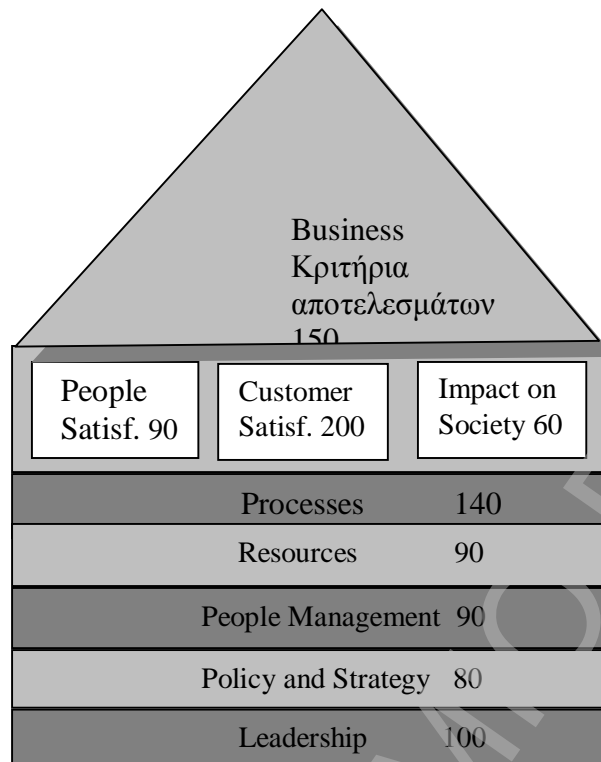 Business
Κριτήρια
αποτελεσμάτων
150
People
Satisf. 90
Customer
Satisf. 200
Impact on
Society 60
Processes 140
Resources 90
People Management 90
Policy and Strategy 80
Leadership 100